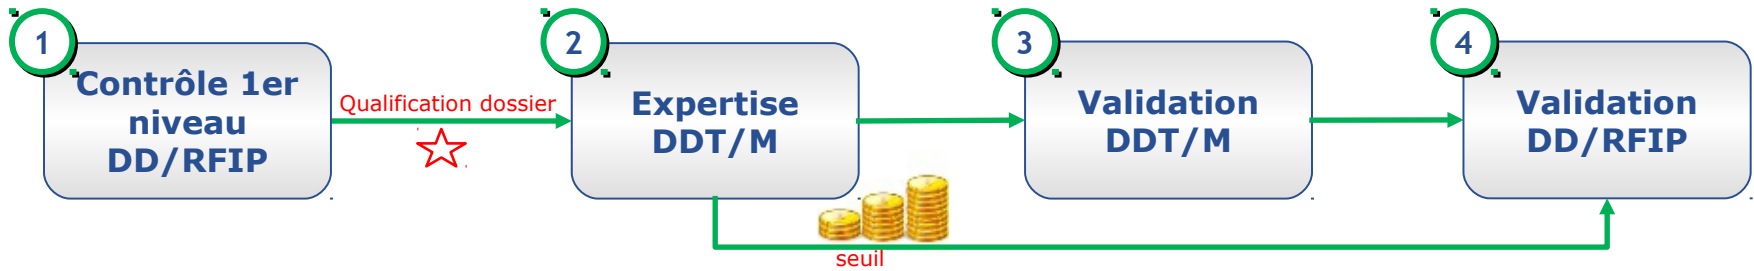 1
Contrôle 1er
niveau
DD/RFIP
Qualification dossier
2
Expertise
DDT/M
seuil
3
Validation
DDT/M
4
Validation
DD/RFIP